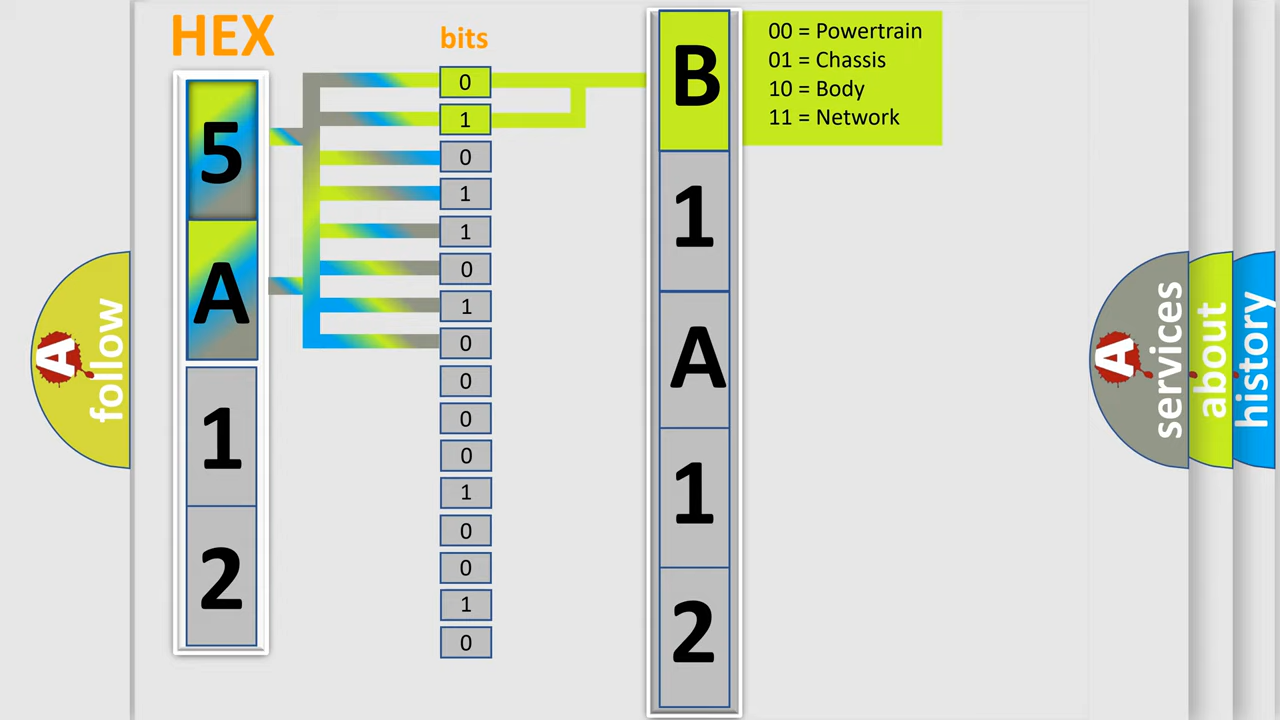 HEX
bits
5
A
1
2
0
1
0
1
1
0
1
0
0
0
0
1
0
0
1
0
B
1
A
1
2
00 = Powertrain
01 = Chassis
10 = Body
11 = Network
A
follow
A
services
about
history